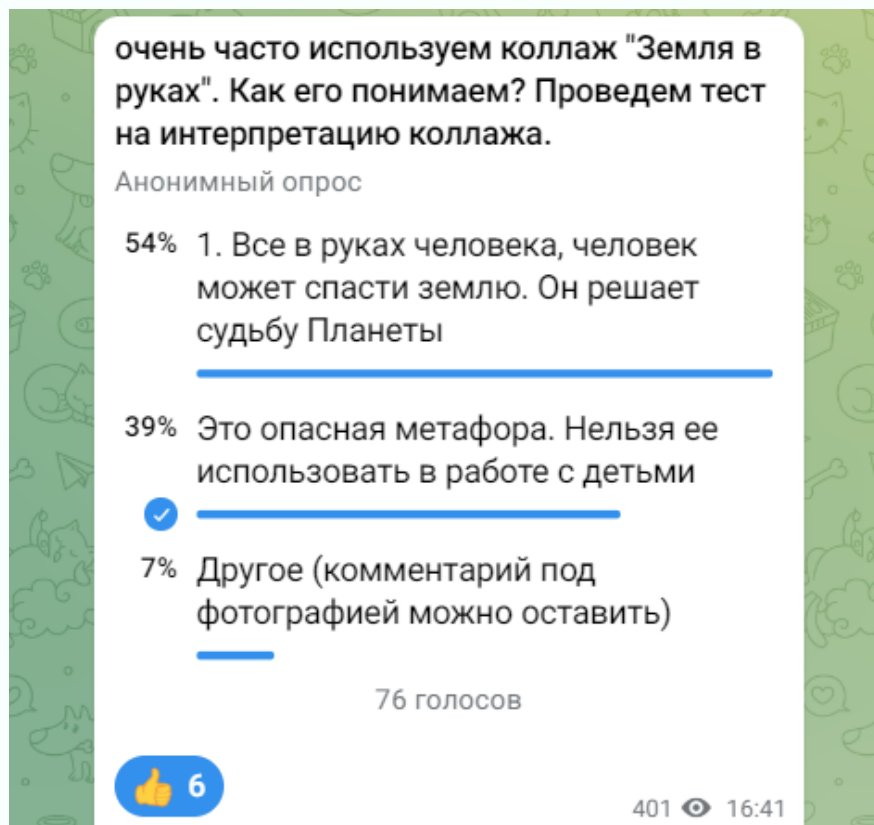 очень часто используем коллаж "Земля в
руках". Как его понимаем? Проведем тест
на интерпретацию коллажа.
Анонимный опрос
54% 1. Все в руках человека, человек
может спасти землю. Он решает
судьбу Планеты
39% Это опасная метафора. Нельзя ее
использовать в работе с детьми
7% Другое (комментарий под
фотографией можно оставить)
76 голосов
6
401 16:41